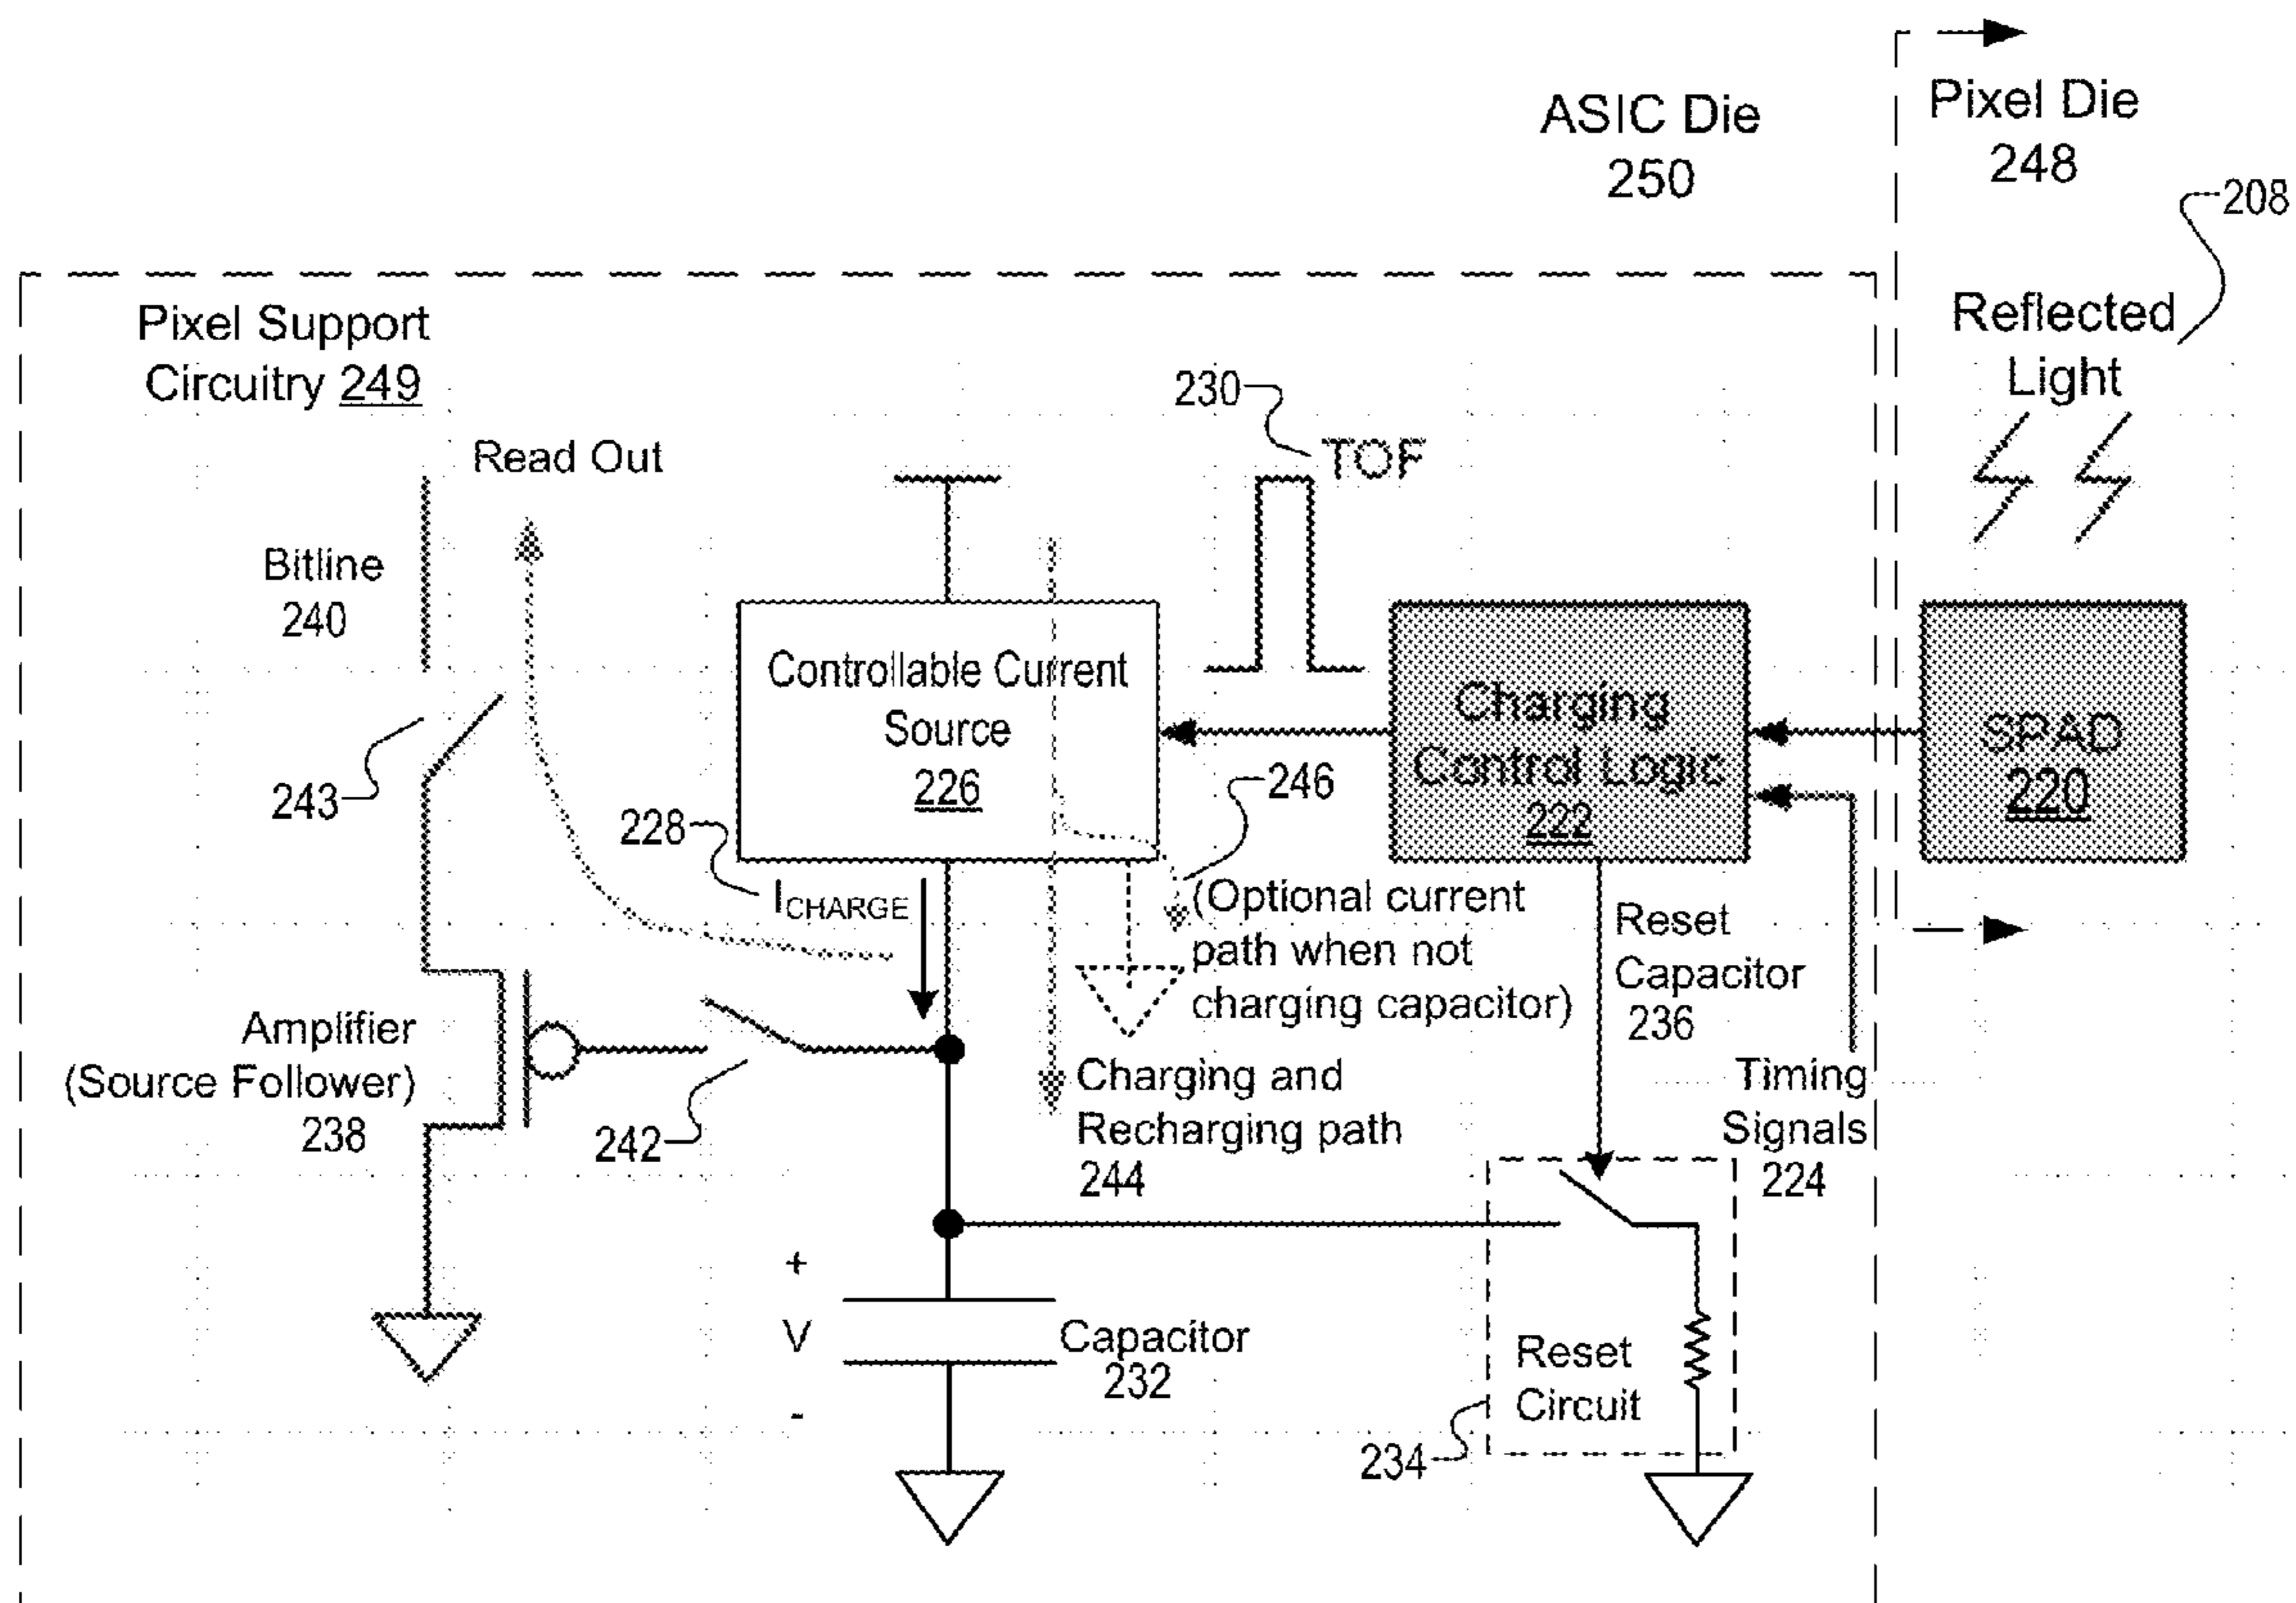 ASIC Die
250
Pixel Die
248
208
Reflected
Light
Pixel Support
Circuitry 249
Read Out
230
TOF
Bitline
240
243
Controllable Current
Source
226
Charging
Control Logic
222
SPAD
220
228
ICHARGE
246
(Optional current
path when not
charging capacitor)
Reset
Capacitor
236
Amplifier
(Source Follower)
238
242
Charging and
Recharging path
244
Timing
Signals
224
+
V
-
Capacitor
232
Reset
Circuit
234